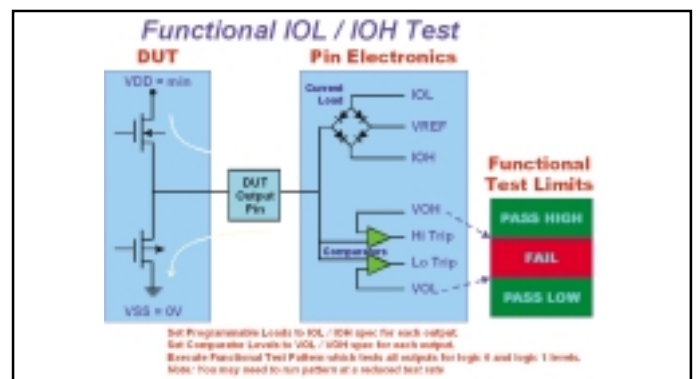 Functional IOL / IOH Test
DUT
Pin Electronics
VDD = min
Current
Load
IOL
VREF
IOH
DUT
Output
Pin
Functional
Test Limits
VOH
Hi Trip
Comparators
Lo Trip
VOL
PASS HIGH
FAIL
PASS LOW
VSS = 0V
Set Programmable Loads to IOL / IOH spec for each output.
Set Comparator Levels to VOL / VOH spec for each output.
Execute Functional Test Pattern which tests all outputs for logic 0 and logic 1 levels.
Note: You may need to run pattern at a reduced test rate